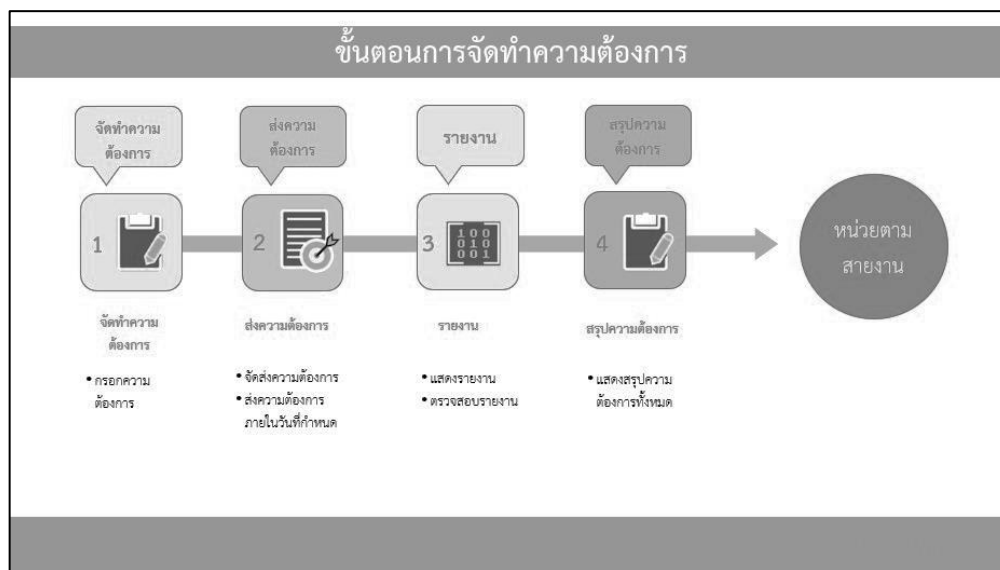 ขั้นตอนการจัดทำความต้องการ
จัดทำความ
ต้องการ
ส่งความ
ต้องการ
รายงาน
สรุปความ
ต้องการ
1
2
3
100
010
001
4
หน่วยตาม
สายงาน
จัดทำความ
ต้องการ
• กรอกความ
ต้องการ
ส่งความต้องการ
• จัดส่งความต้องการ
• ส่งความต้องการ
ภายในวันที่กำหนด
รายงาน
• แสดงรายงาน
• ตรวจสอบรายงาน
สรุปความต้องการ
• แสดงสรุปความ
ต้องการทั้งหมด